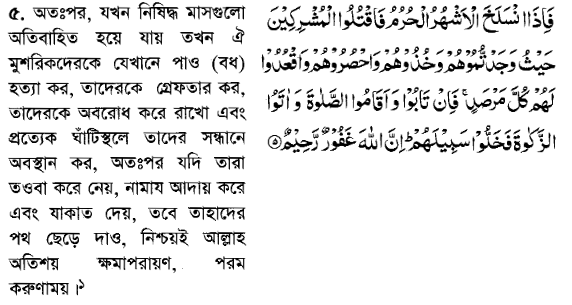 ৫. অতঃপর, যখন নিষিদ্ধ মাসগুলো
অতিবাহিত হয়ে যায় তখন ঐ
মুশরিকদেরকে যেখানে পাও (বধ)
হত্যা কর, তাদেরকে গ্রেফতার কর,
তাদেরকে অবরোধ করে রাখো এবং
প্রত্যেক ঘাঁটিস্থলে তাদের সন্ধানে
অবস্থান কর, অতঃপর যদি তারা
তওবা করে নেয়, নামায আদায় করে
এবং যাকাত দেয়, তবে তাহাদের
পথ ছেড়ে দাও, নিশ্চয়ই আল্লাহ
অতিশয় ক্ষমাপরায়ণ, পরম
করুণাময়।১
فَاِذَا انْسَلَخَ الْاَشْهُرُ الْحُرُمُ فَاقْتُلُوا الْمُشْرِكِيْنَ
حَيْثُ وَجَدْتُّمُوْهُمْ وَخُذُوْهُمْ وَاحْصُرُوْهُمْ وَاقْعُدُوْا
لَهُمْ كُلَّ مَرْصَدٍ ۚ فَاِنْ تَابُوْا وَاَقَامُوا الصَّلٰوةَ وَاٰتَوُا
الزَّكٰوةَ فَخَلُّوْا سَبِيْلَهُمْ ؕ اِنَّ اللّٰهَ غَفُوْرٌ رَّحِيْمٌ ۝۵